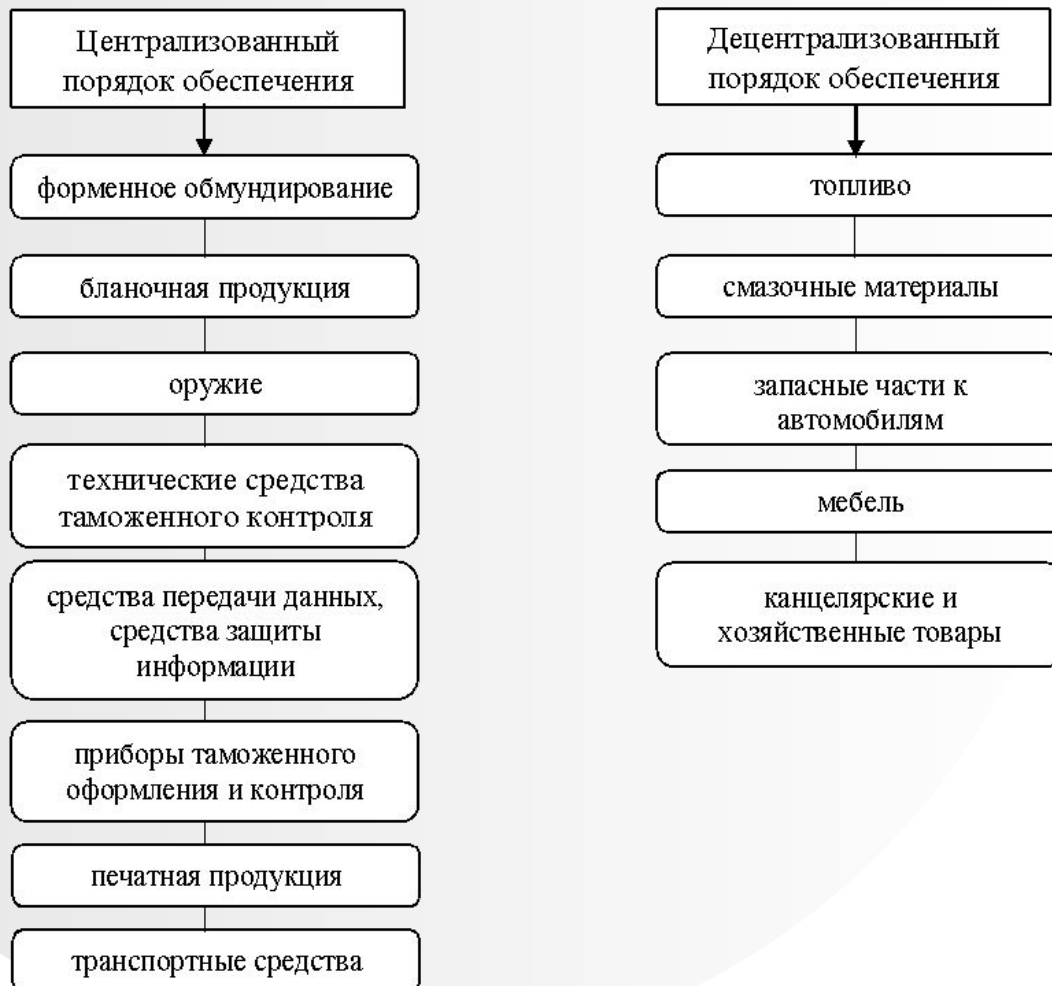 Централизованный
порядок обеспечения
форменное обмундирование
бланочная продукция
оружие
технические средства
таможенного контроля
средства передачи данных,
средства защиты
информации
приборы таможенного
оформления и контроля
печатная продукция
транспортные средства
Децентрализованный
порядок обеспечения
топливо
смазочные материалы
запасные части к
автомобилям
мебель
канцелярские и
хозяйственные товары